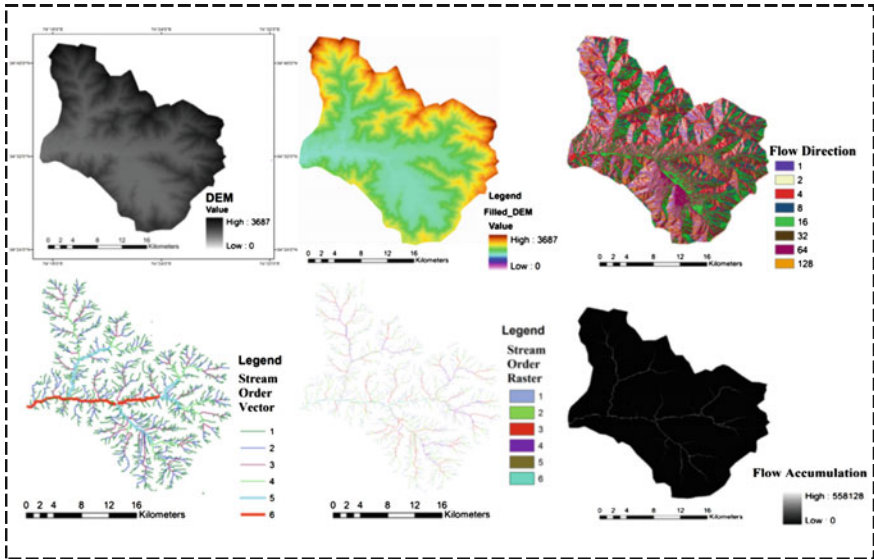 DEM
Value
High : 3687
Low : 0
0 2 4 8 12 16
Kilometers
Legend
Filled_DEM
Value
High : 3687
Low : 0
0 2 4 8 12 16
Kilometers
Flow Direction
1
2
4
8
16
32
64
128
0 2 4 8 12 16
Kilometers
Legend
Stream
Order
Vector
1
2
3
4
5
6
0 2 4 8 12 16
Kilometers
Legend
Stream
Order
Raster
1
2
3
4
5
6
0 2 4 8 12 16
Kilometers
Flow Accumulation
High : 558128
Low : 0
0 2 4 8 12 16
Kilometers